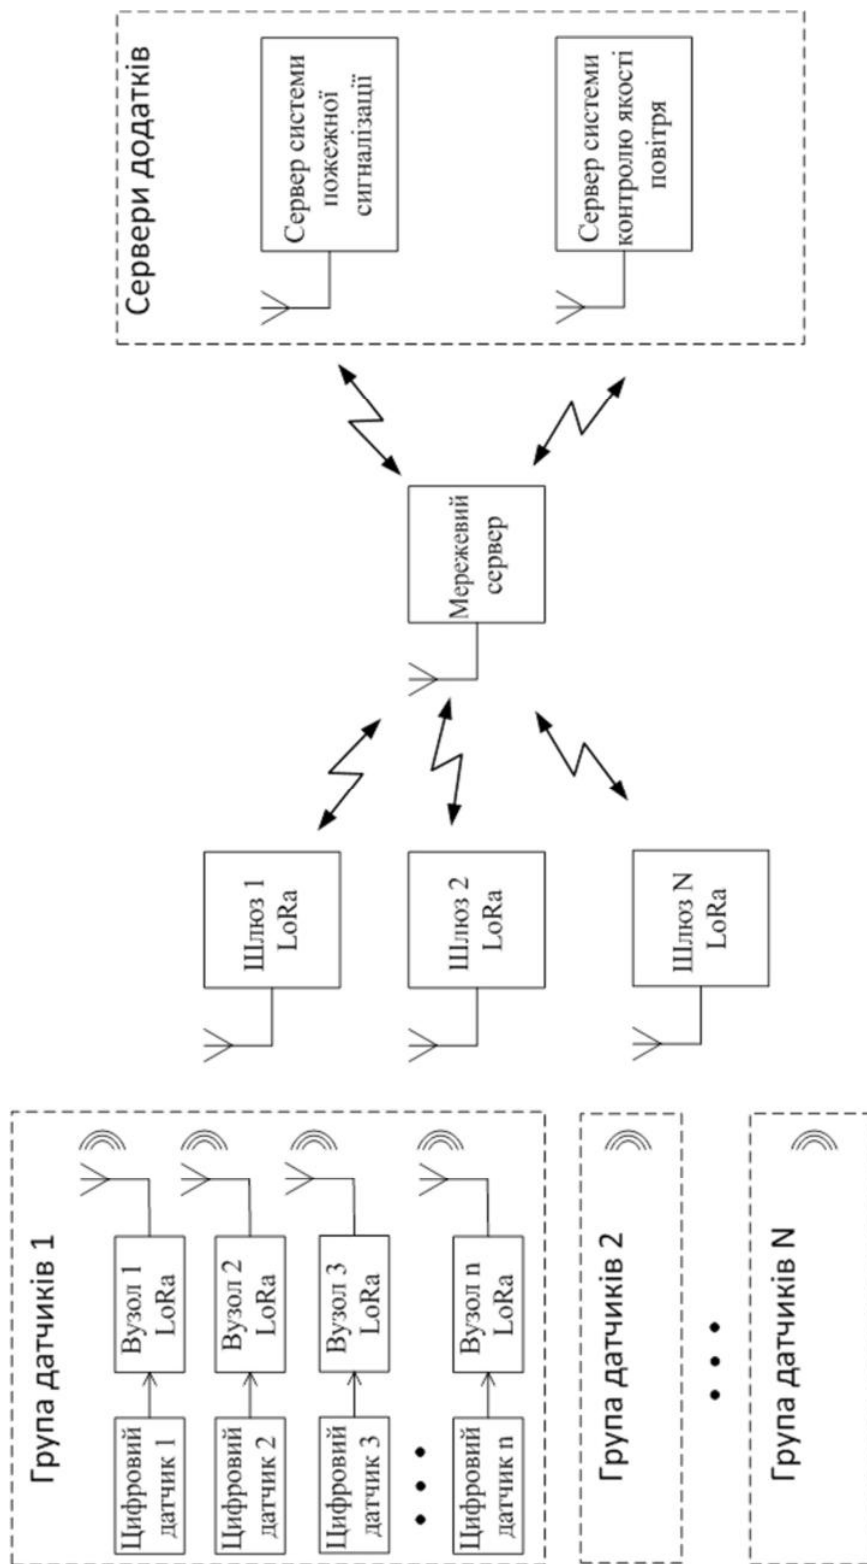 Група датчиків 1
Цифровий
датчик 1
Вузол 1
LoRa
Цифровий
датчик 2
Вузол 2
LoRa
Цифровий
датчик 3
Вузол 3
LoRa
Цифровий
датчик n
Вузол n
LoRa
Група датчиків 2
Група датчиків N
Шлюз 1
LoRa
Шлюз 2
LoRa
Шлюз N
LoRa
Мережевий
сервер
Сервери додатків
Сервер системи
пожежної
сигналізації
Сервер системи
контролю якості
повітря